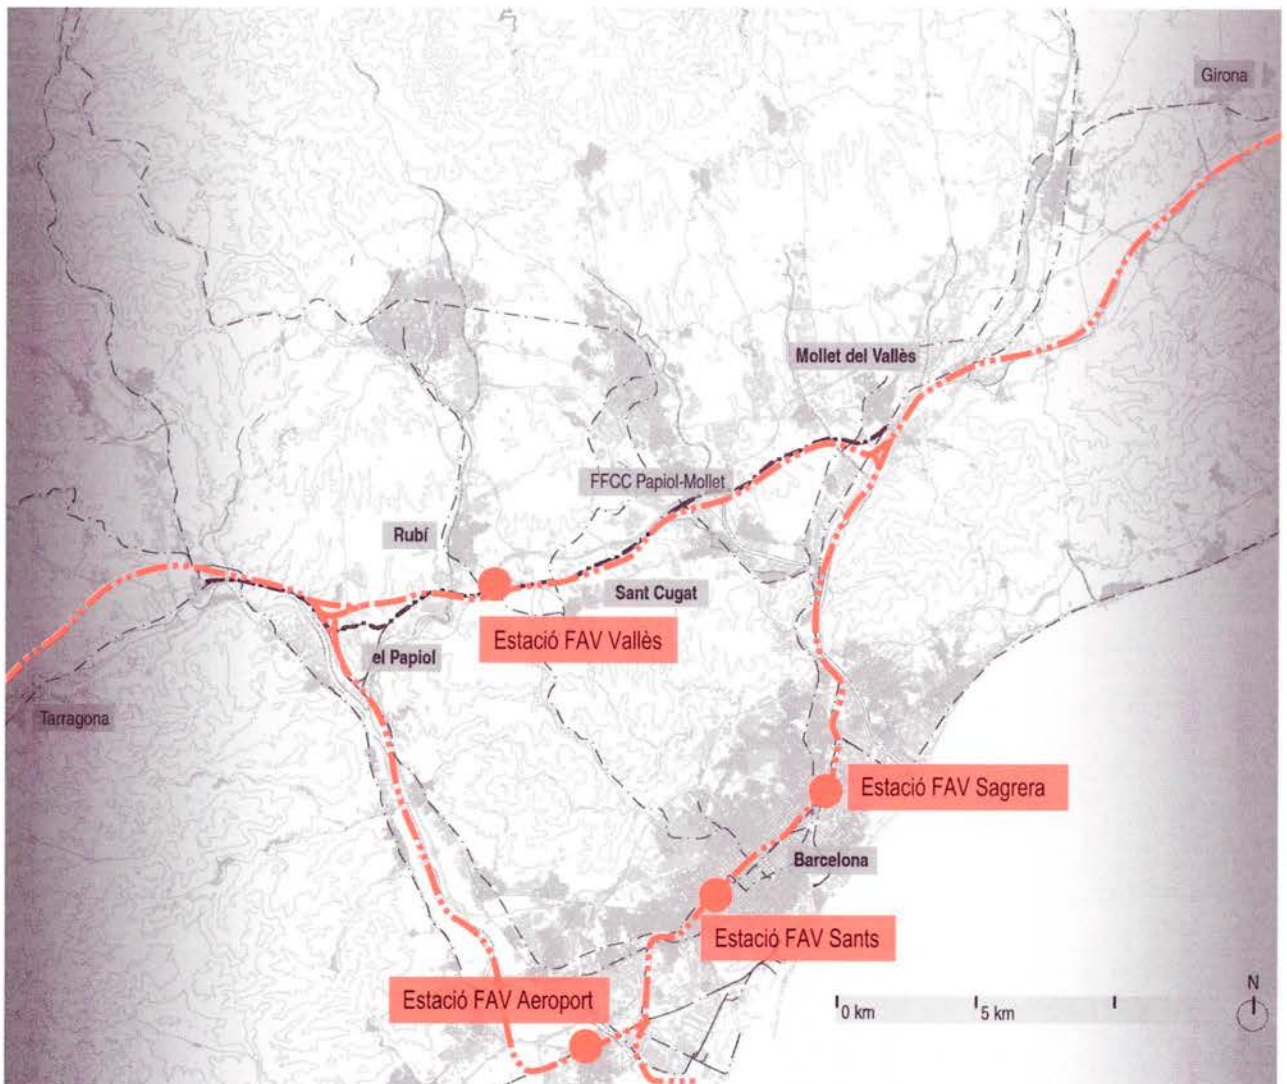 Girona
Mollet del Vallès
FFCC Papiol-Mollet
Rubí
Sant Cugat
Estació FAV Vallès
el Papiol
Tarragona
Estació FAV Sagrera
Barcelona
Estació FAV Sants
Estació FAV Aeroport
N
0 km
5 km